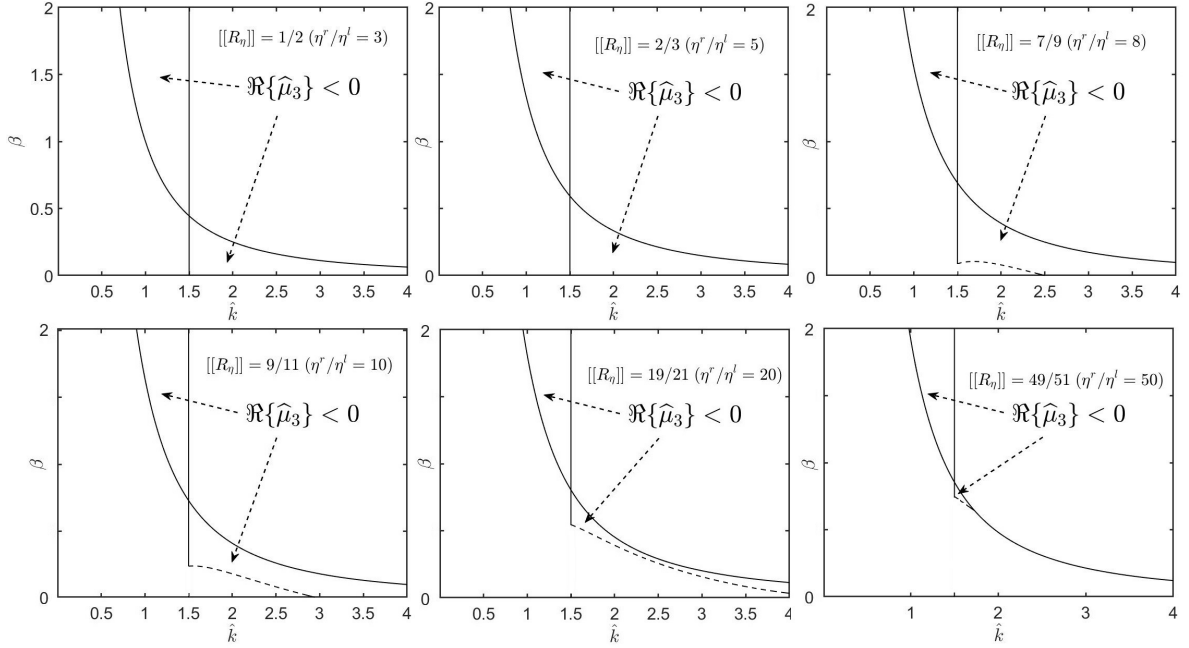 [[R_η]] = 1/2 (η^r/η^l = 3)
ℜ{μ̂_3} < 0
β
2
1.5
1
0.5
0
0.5 1 1.5 2 2.5 3 3.5 4
k̂
[[R_η]] = 2/3 (η^r/η^l = 5)
ℜ{μ̂_3} < 0
β
2
0
0.5 1 1.5 2 2.5 3 3.5 4
k̂
[[R_η]] = 7/9 (η^r/η^l = 8)
ℜ{μ̂_3} < 0
β
2
0
0.5 1 1.5 2 2.5 3 3.5 4
k̂
[[R_η]] = 9/11 (η^r/η^l = 10)
ℜ{μ̂_3} < 0
β
2
0
0.5 1 1.5 2 2.5 3 3.5 4
k̂
[[R_η]] = 19/21 (η^r/η^l = 20)
ℜ{μ̂_3} < 0
β
2
0
0.5 1 1.5 2 2.5 3 3.5 4
k̂
[[R_η]] = 49/51 (η^r/η^l = 50)
ℜ{μ̂_3} < 0
β
2
0
1 2 3 4
k̂